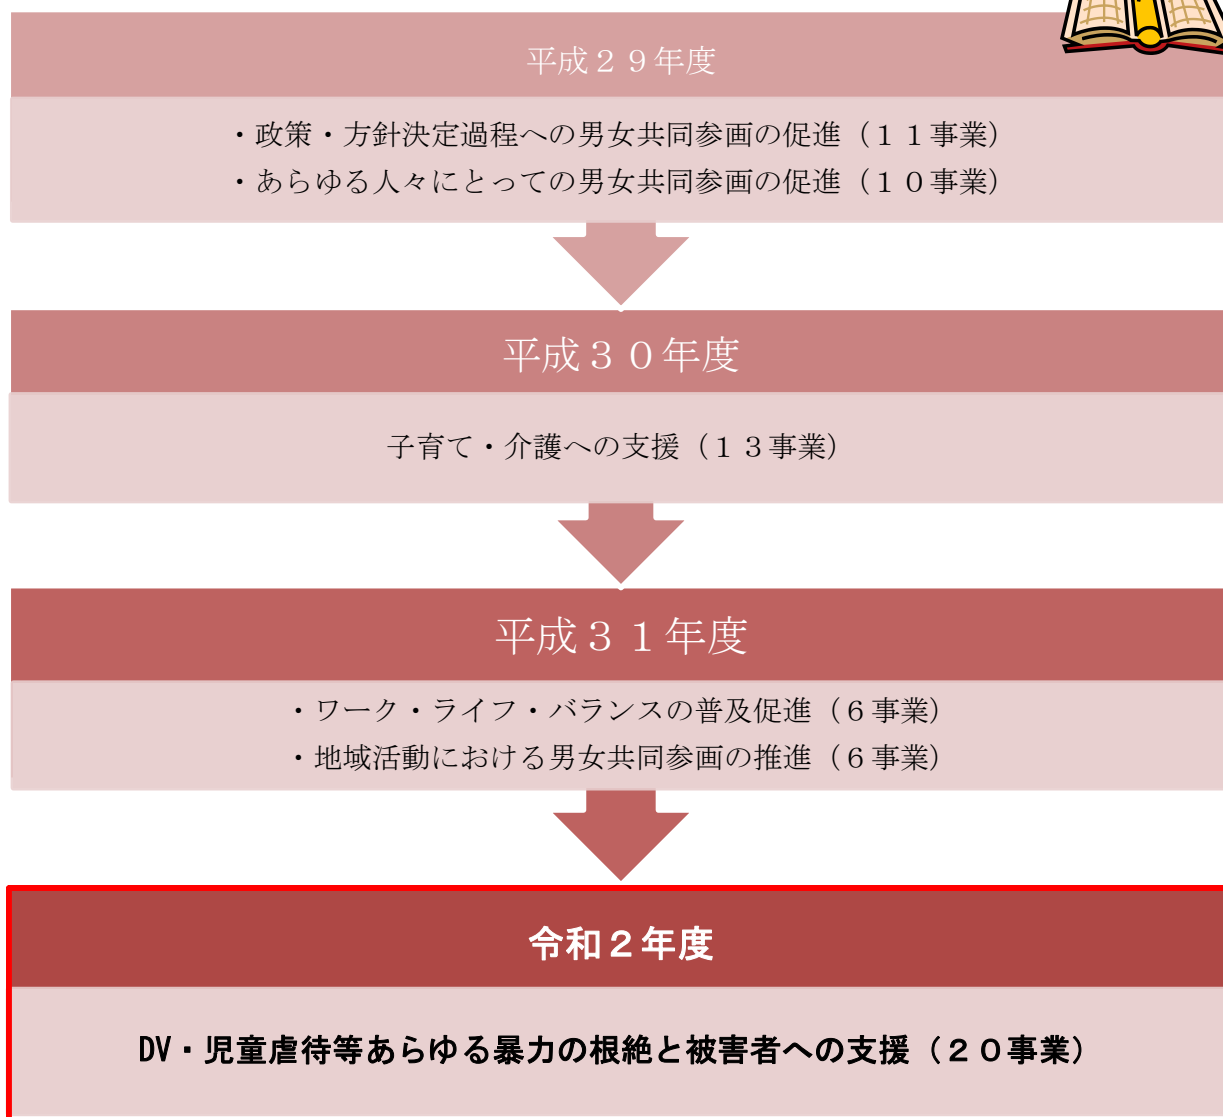 平成２９年度
・政策・方針決定過程への男女共同参画の促進（１１事業）
・あらゆる人々にとっての男女共同参画の促進（１０事業）
平成３０年度
子育て・介護への支援（１３事業）
平成３１年度
・ワーク・ライフ・バランスの普及促進（６事業）
・地域活動における男女共同参画の推進（６事業）
令和２年度
DV・児童虐待等あらゆる暴力の根絶と被害者への支援（２０事業）